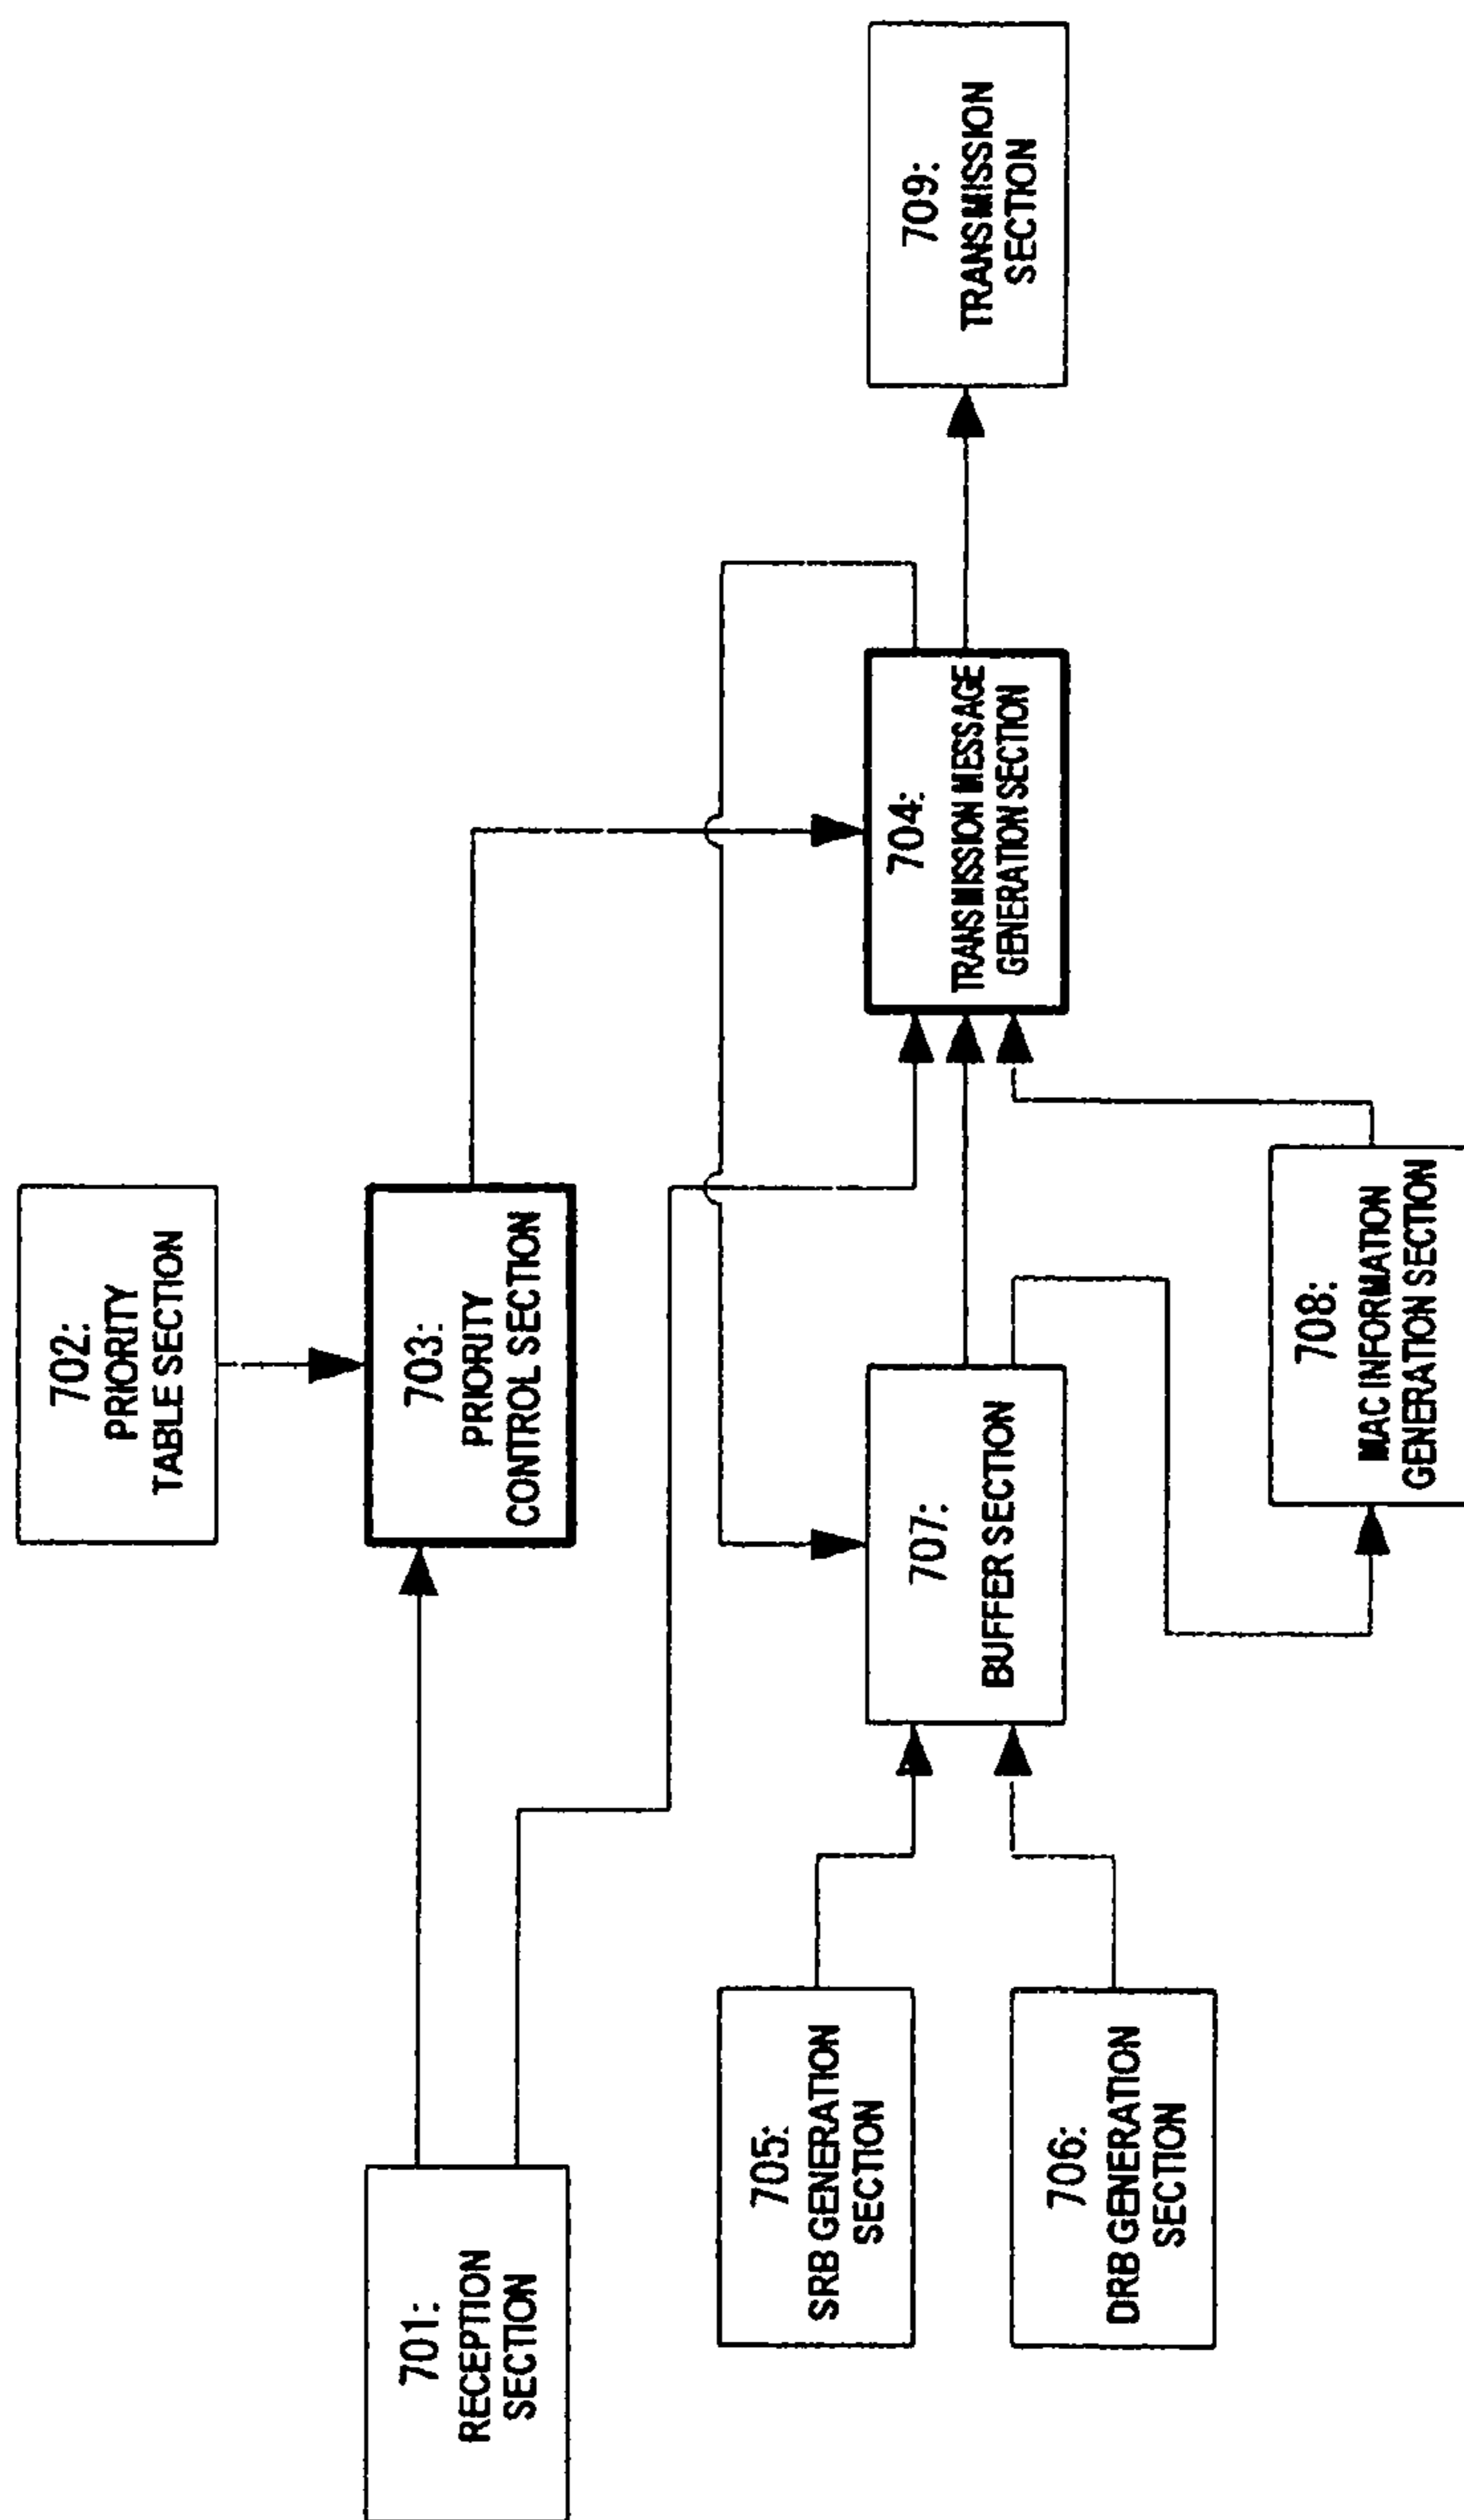 701:
RECEPTION
SECTION
702:
PRIORITY
TABLE SECTION
703:
PRIORITY
CONTROL SECTION
704:
TRANSMISSION MESSAGE
GENERATION SECTION
705:
SRB GENERATION
SECTION
706:
DRB GENERATION
SECTION
707:
BUFFER SECTION
708:
MAC INFORMATION
GENERATION SECTION
709:
TRANSMISSION
SECTION